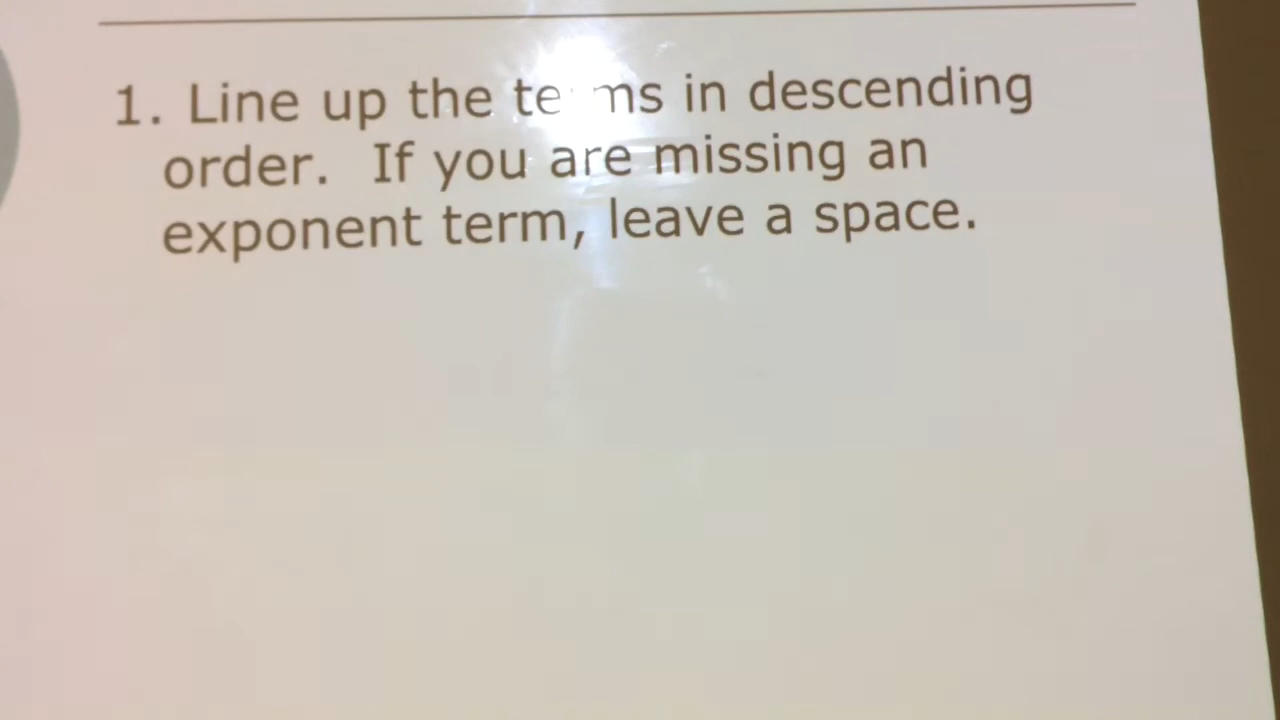 1. Line up the terms in descending
order. If you are missing an
exponent term, leave a space.